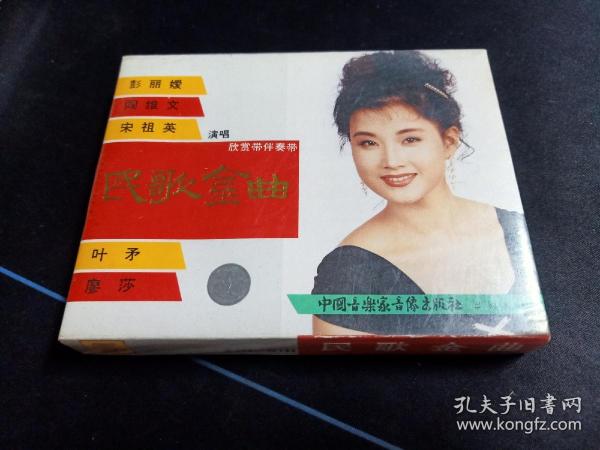 彭丽媛
阎维文
宋祖英
演唱
欣赏带伴奏带
民歌金曲
叶矛
廖莎
中國音樂家音像出版社
民歌金曲
孔夫子旧书网
www.kongfz.com